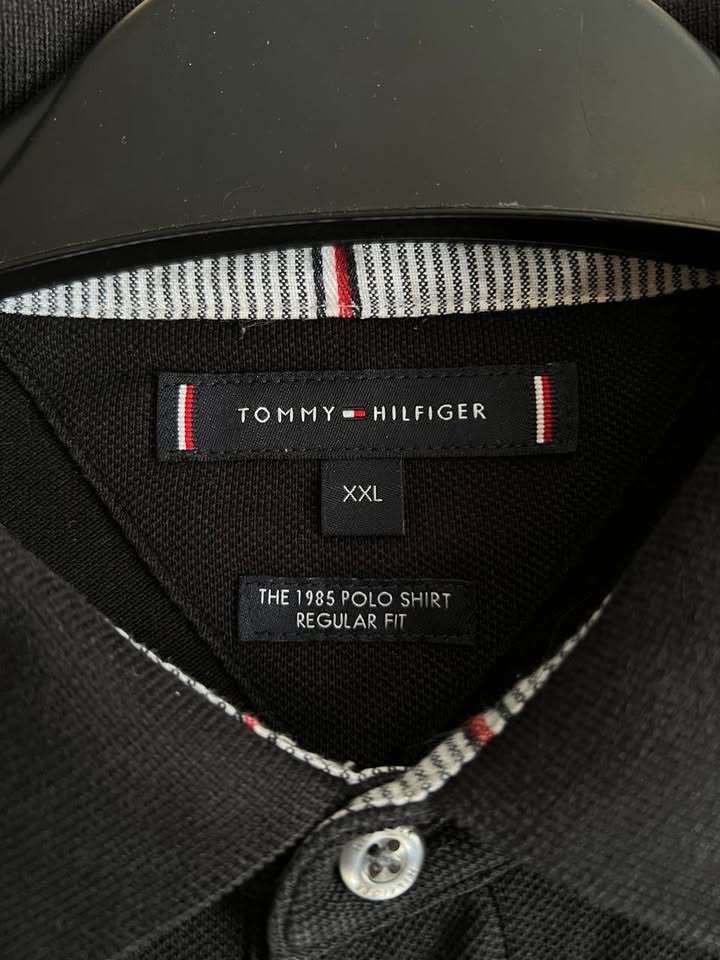 TOMMY HILFIGER
XXL
THE 1985 POLO SHIRT
REGULAR FIT